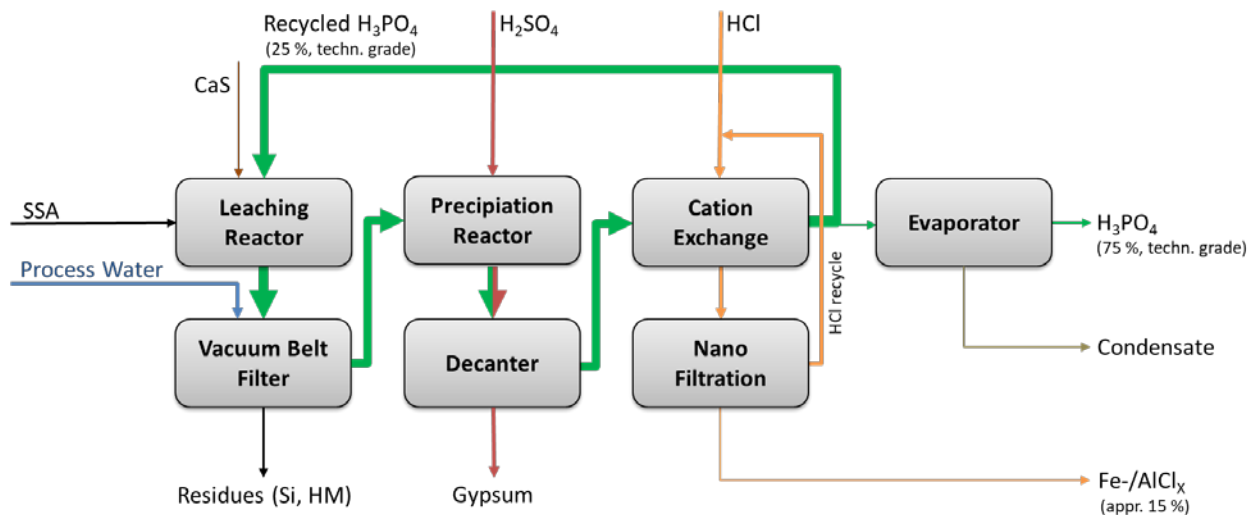 Recycled H₃PO₄
(25 %, techn. grade)
H₂SO₄
HCl
CaS
SSA
Leaching
Reactor
Precipiation
Reactor
Cation
Exchange
Evaporator
H₃PO₄
(75 %, techn. grade)
Process Water
HCl recycle
Vacuum Belt
Filter
Decanter
Nano
Filtration
Condensate
Residues (Si, HM)
Gypsum
Fe-/AlClₓ
(appr. 15 %)